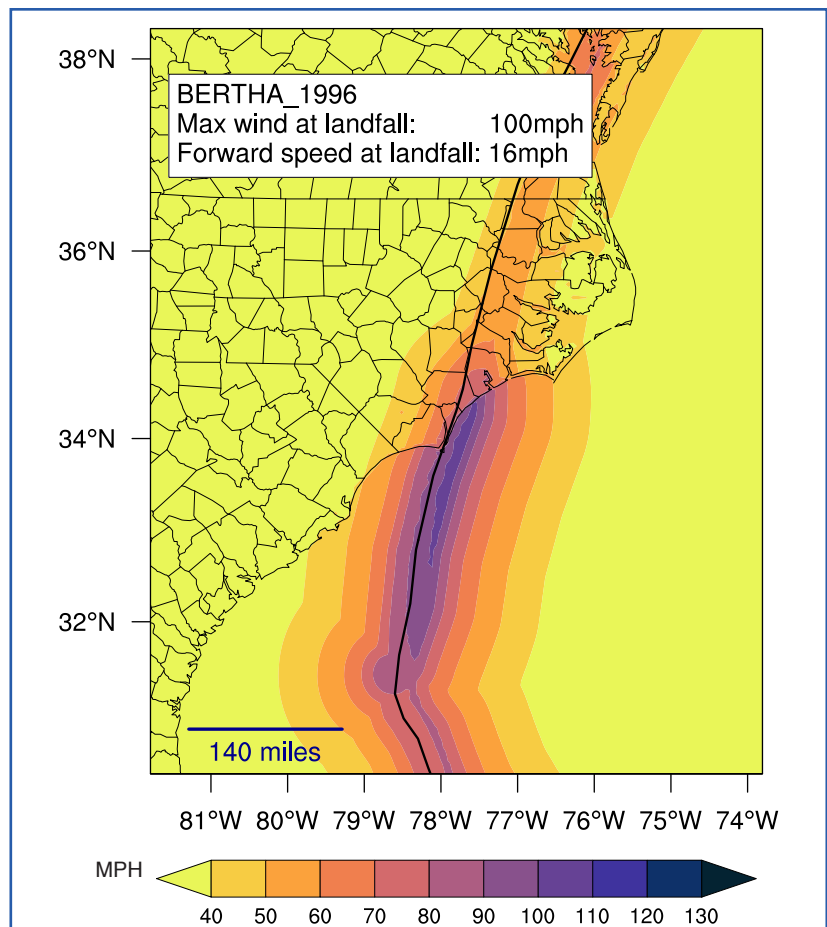 38°N
BERTHA_1996
Max wind at landfall: 100mph
Forward speed at landfall: 16mph
36°N
34°N
32°N
140 miles
81°W 80°W 79°W 78°W 77°W 76°W 75°W 74°W
MPH
40 50 60 70 80 90 100 110 120 130